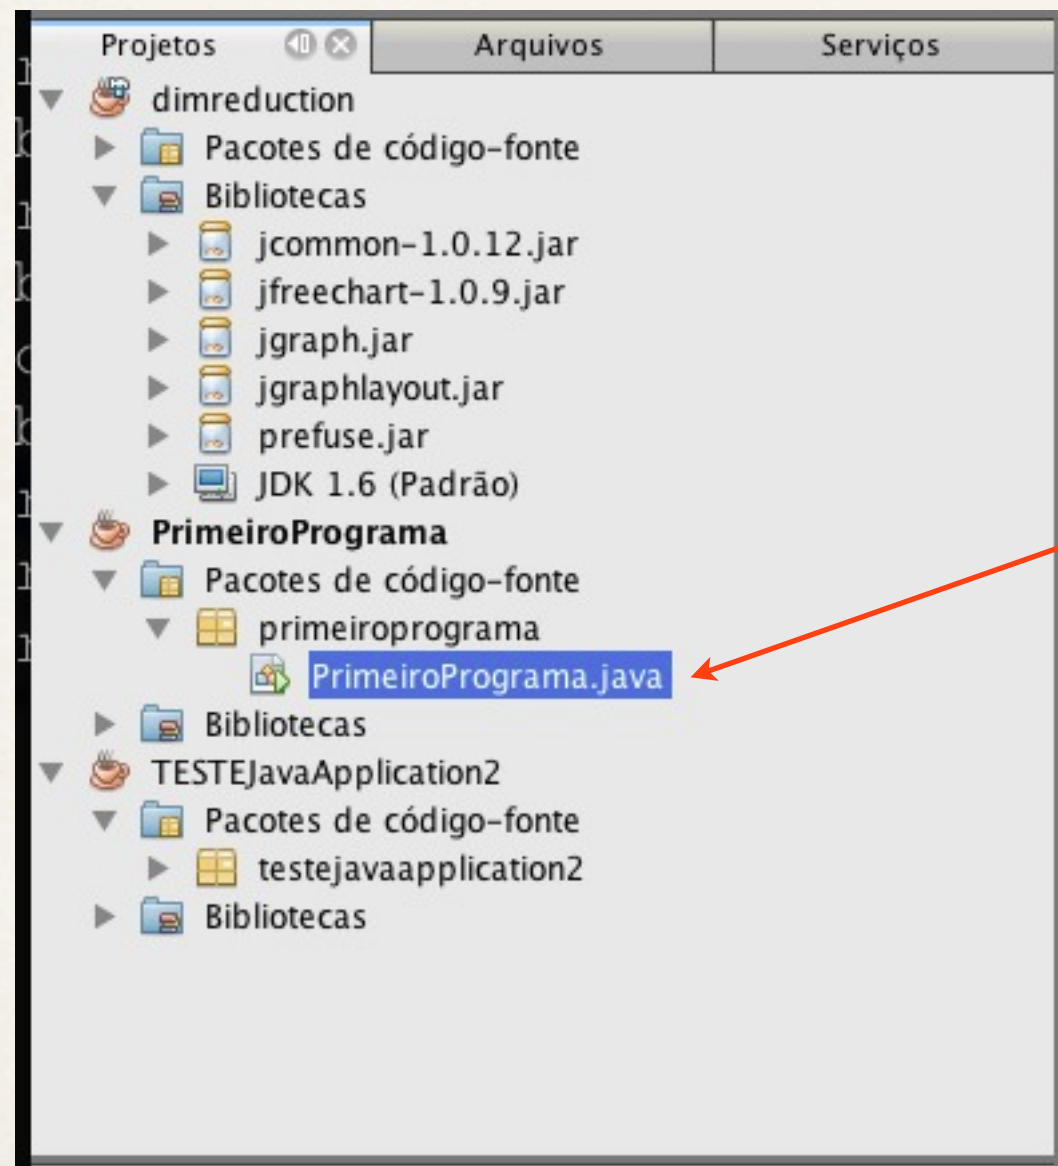 Projetos Arquivos Serviços
dimreduction
Pacotes de código-fonte
Bibliotecas
jcommon-1.0.12.jar
jfreechart-1.0.9.jar
jgraph.jar
jgraphlayout.jar
prefuse.jar
JDK 1.6 (Padrão)
PrimeiroPrograma
Pacotes de código-fonte
primeiroprograma
PrimeiroPrograma.java
Bibliotecas
TESTEJavaApplication2
Pacotes de código-fonte
testejavaapplication2
Bibliotecas